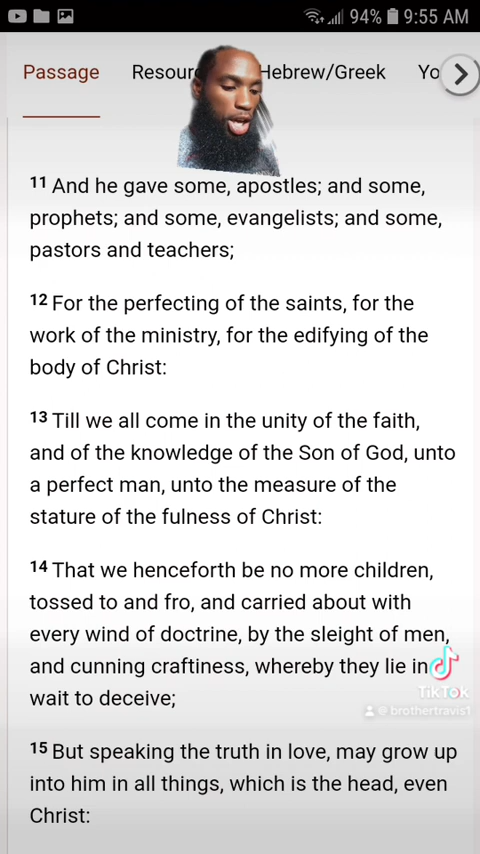 94% 9:55 AM
Passage Resour Hebrew/Greek Yo
11 And he gave some, apostles; and some,
prophets; and some, evangelists; and some,
pastors and teachers;
12 For the perfecting of the saints, for the
work of the ministry, for the edifying of the
body of Christ:
13 Till we all come in the unity of the faith,
and of the knowledge of the Son of God, unto
a perfect man, unto the measure of the
stature of the fulness of Christ:
14 That we henceforth be no more children,
tossed to and fro, and carried about with
every wind of doctrine, by the sleight of men,
and cunning craftiness, whereby they lie in
wait to deceive;
TikTok
@brothertravis1
15 But speaking the truth in love, may grow up
into him in all things, which is the head, even
Christ: